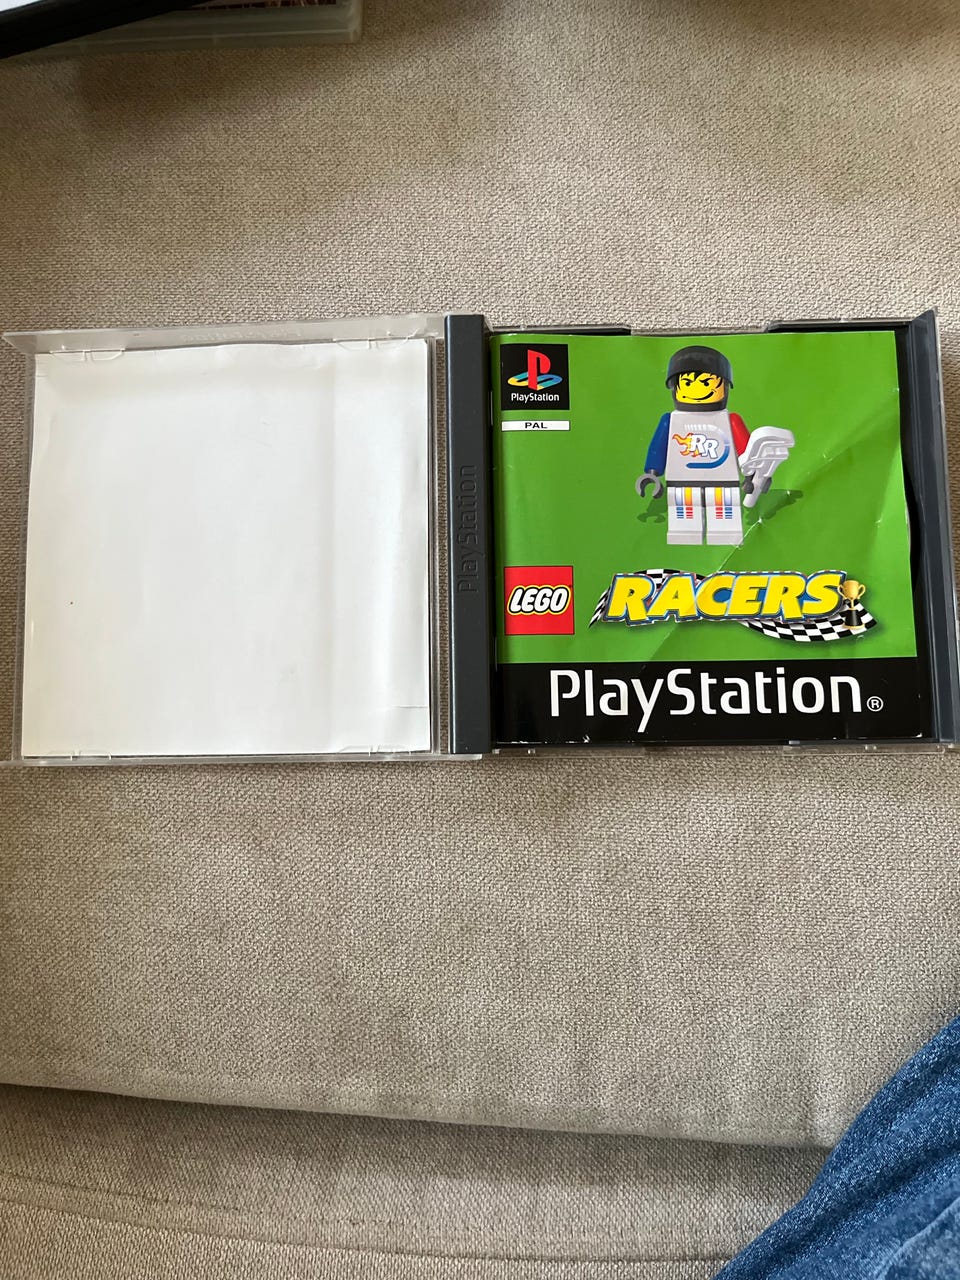 PlayStation
PlayStation
PAL
RR
LEGO
RACERS
PlayStation®